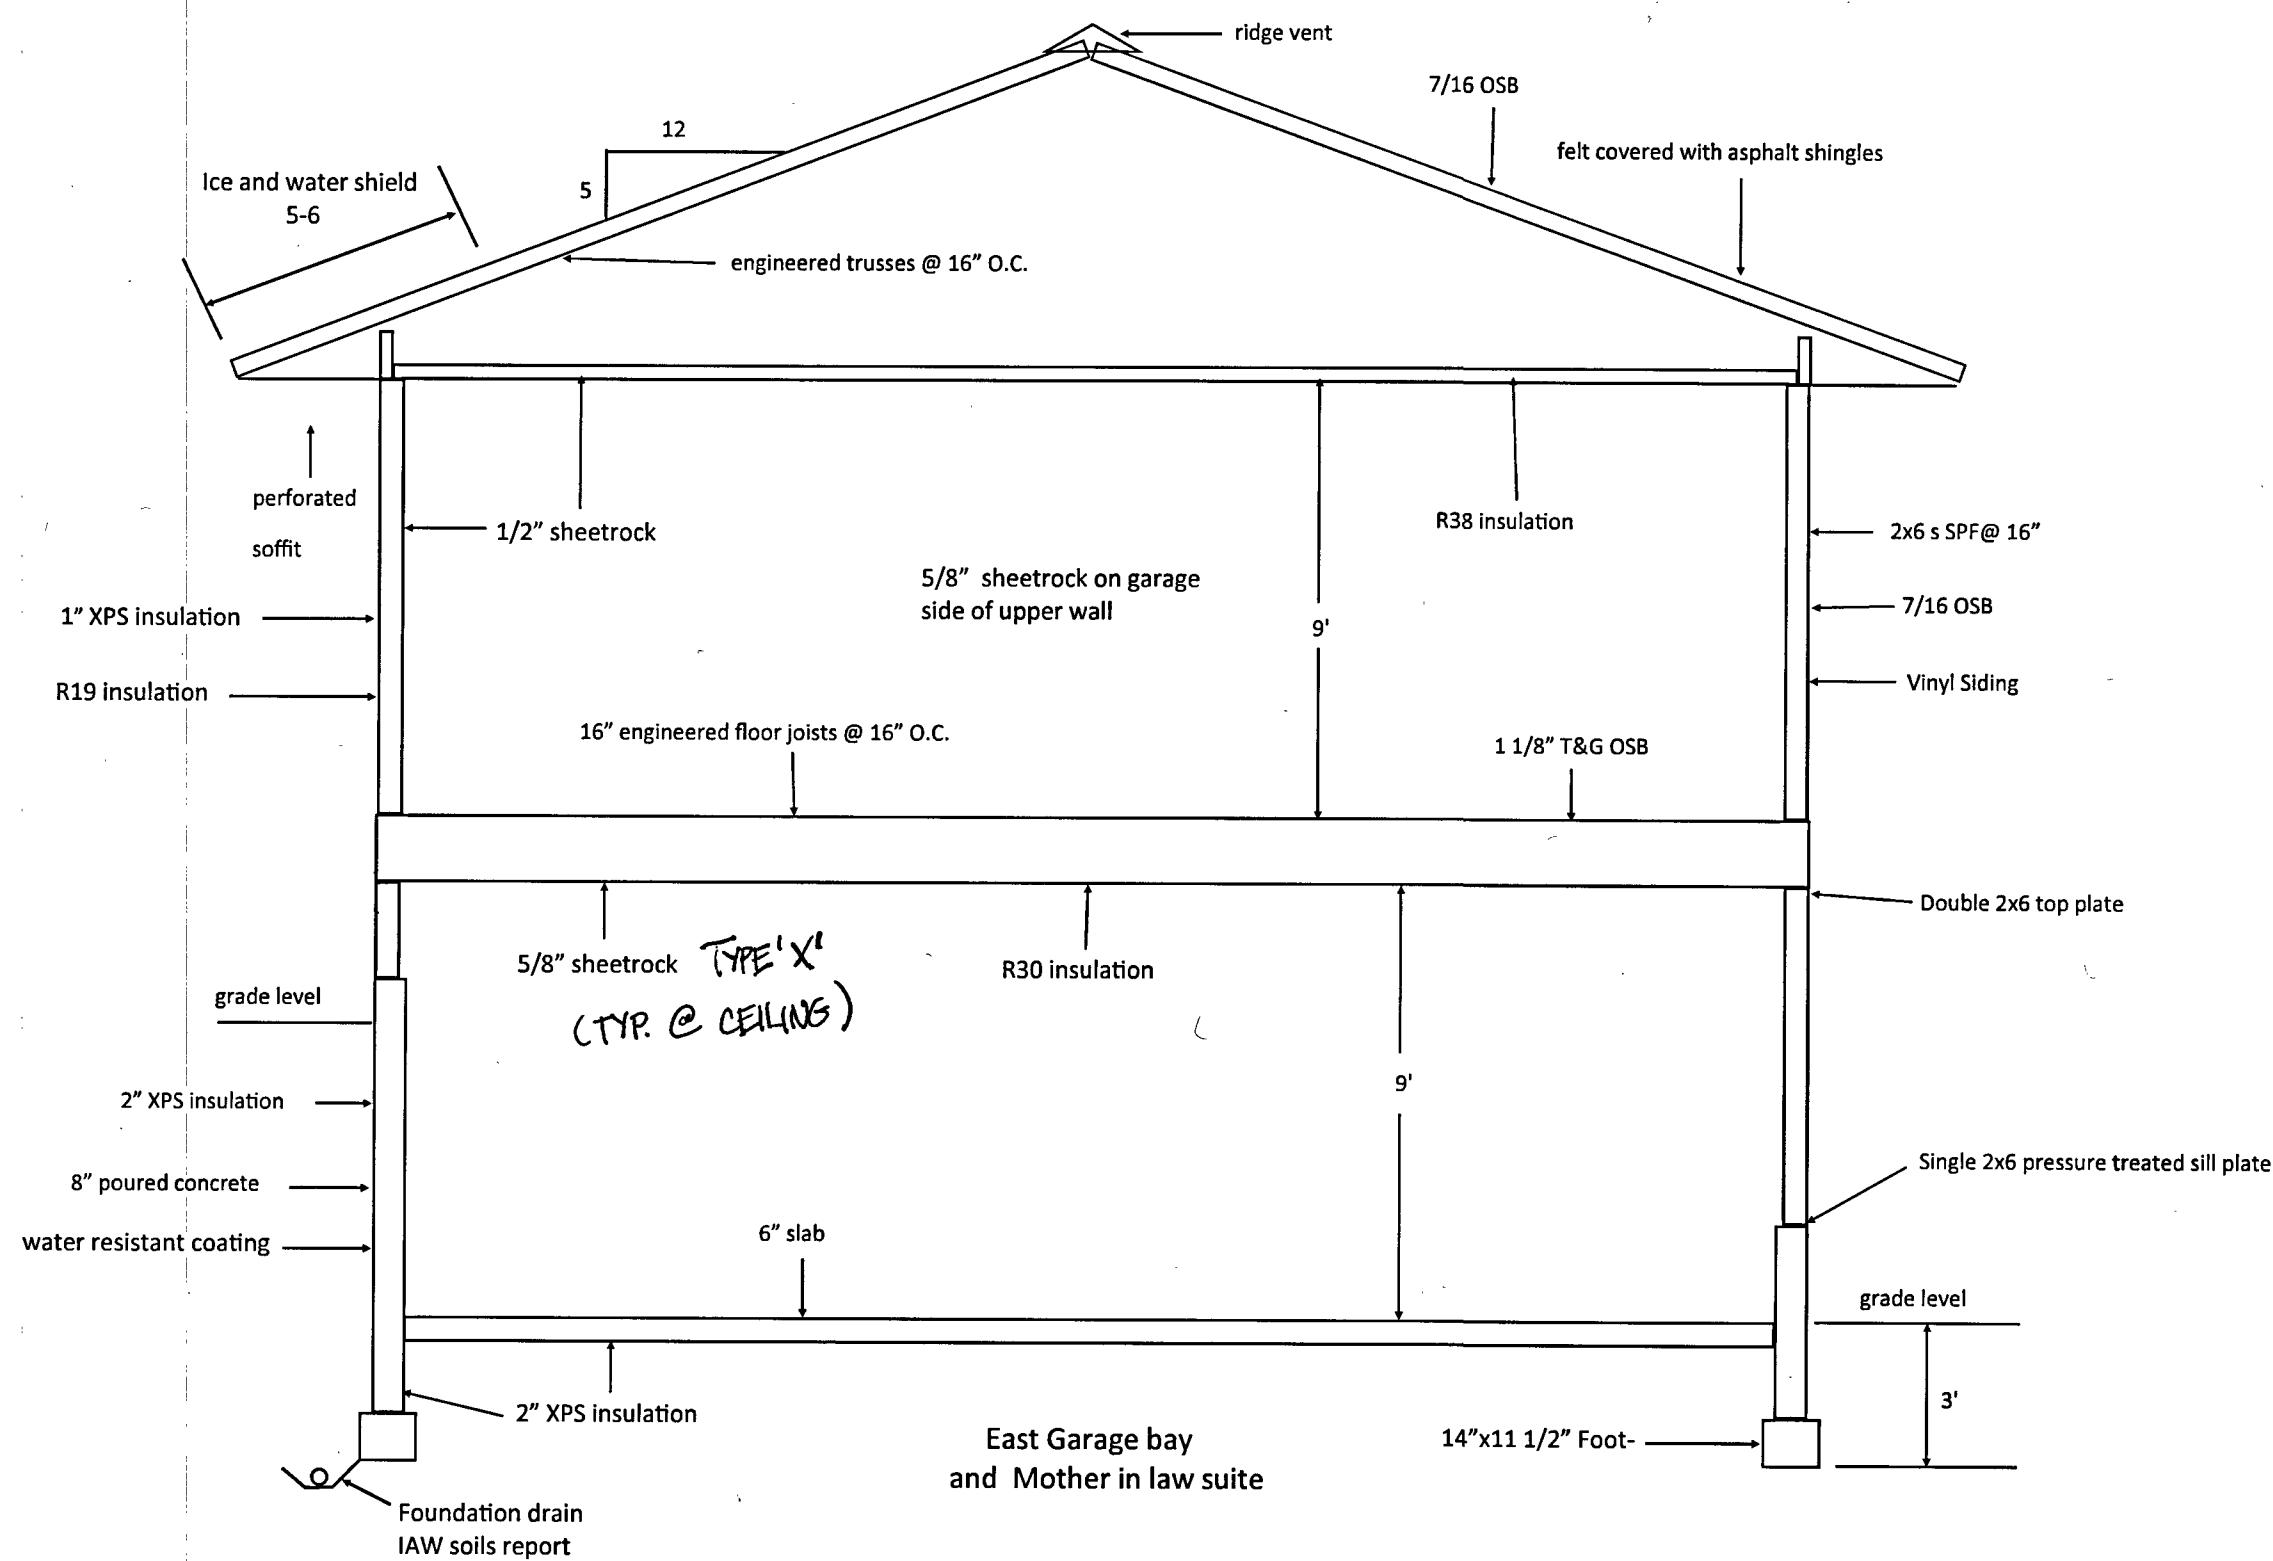 ridge vent
7/16 OSB
12
felt covered with asphalt shingles
Ice and water shield
5-6
5
engineered trusses @ 16” O.C.
perforated
soffit
1/2” sheetrock
R38 insulation
2x6 s SPF@ 16”
5/8”  sheetrock on garage
side of upper wall
1” XPS insulation
9'
7/16 OSB
R19 insulation
Vinyl Siding
16” engineered floor joists @ 16” O.C.
1 1/8” T&G OSB
Double 2x6 top plate
5/8” sheetrock TYPE 'X'
(TYP. @ CEILING)
R30 insulation
grade level
2” XPS insulation
9'
8” poured concrete
Single 2x6 pressure treated sill plate
water resistant coating
6” slab
grade level
2” XPS insulation
3'
East Garage bay
and  Mother in law suite
14”x11 1/2” Foot-
Foundation drain
IAW soils report